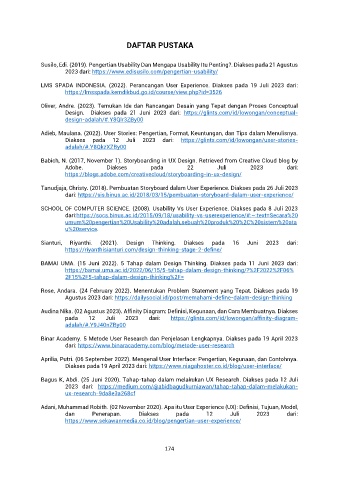 DAFTAR PUSTAKA
Susilo, Edi. (2019). Pengertian Usability Dan Mengapa Usability Itu Penting?. Diakses pada 21 Agustus
2023 dari: https://www.edisusilo.com/pengertian-usability/
LMS SPADA INDONESIA. (2022). Perancangan User Experience. Diakses pada 19 Juli 2023 dari:
https://lmsspada.kemdikbud.go.id/course/view.php?id=3526
Oliver, Andre. (2023). Temukan Ide dan Rancangan Desain yang Tepat dengan Proses Conceptual
Design. Diakses pada 21 Juni 2023 dari: https://glints.com/id/lowongan/conceptual-
design-adalah/#.Y8QrSZBy00
Adieb, Maulana. (2022). User Stories: Pengertian, Format, Keuntungan, dan Tips dalam Menulisnya.
Diakses pada 12 Juli 2023 dari: https://glints.com/id/lowongan/user-stories-
adalah/#.Y8QkrXZBy00
Babich, N. (2017, November 1). Storyboarding in UX Design. Retrieved from Creative Cloud blog by
Adobe. Diakses pada 22 Juli 2023 dari:
https://blogs.adobe.com/creativecloud/storyboarding-in-ux-design/
Tanudjaja, Christy. (2018). Pembuatan Storyboard dalam User Experience. Diakses pada 26 Juli 2023
dari: https://sis.binus.ac.id/2018/03/15/pembuatan-storyboard-dalam-user-experience/
SCHOOL OF COMPUTER SCIENCE. (2008). Usability Vs User Experience. Diakses pada 8 Juli 2023
dari:https://socs.binus.ac.id/2015/09/18/usability-vs-userexperience/#:~:text=Secara%20
umum%20pengertian%20Usability%20adalah,sebuah%20produk%20%2C%20sistem%20ata
u%20service.
Sianturi, Riyanthi. (2021). Design Thinking. Diakses pada 16 Juni 2023 dari:
https://riyanthisianturi.com/design-thinking-stage-2-define/
BAMAI UMA. (15 Juni 2022). 5 Tahap dalam Design Thinking. Diakses pada 11 Juni 2023 dari:
https://bamai.uma.ac.id/2022/06/15/5-tahap-dalam-design-thinking/?%2F2022%2F06%
2F15%2F5-tahap-dalam-design-thinking%2F=
Rose, Andara. (24 February 2022). Menentukan Problem Statement yang Tepat. Diakses pada 19
Agustus 2023 dari: https://dailysocial.id/post/memahami-define-dalam-design-thinking
Audina Nika. (02 Agustus 2023). Affinity Diagram: Definisi, Kegunaan, dan Cara Membuatnya. Diakses
pada 12 Juli 2023 dari: https://glints.com/id/lowongan/affinity-diagram-
adalah/#.Y9J40nZBy00
Binar Academy. 5 Metode User Research dan Penjelasan Lengkapnya. Diakses pada 19 April 2023
dari: https://www.binaracademy.com/blog/metode-user-research
Aprilia, Putri. (06 September 2022). Mengenal User Interface: Pengertian, Kegunaan, dan Contohnya.
Diakses pada 19 April 2023 dari: https://www.niagahoster.co.id/blog/user-interface/
Bagus K, Abdi. (25 Juni 2020). Tahap-tahap dalam melakukan UX Research. Diakses pada 12 Juli
2023 dari: https://medium.com/@abidbagudkurniawan/tahap-tahap-dalam-melakukan-
ux-research-9da8e3a268cf
Adani, Muhammad Robith. (02 November 2020). Apa itu User Experience (UX): Definisi, Tujuan, Model,
dan Penerapan. Diakses pada 12 Juli 2023 dari:
https://www.sekawanmedia.co.id/blog/pengertian-user-experience/
174